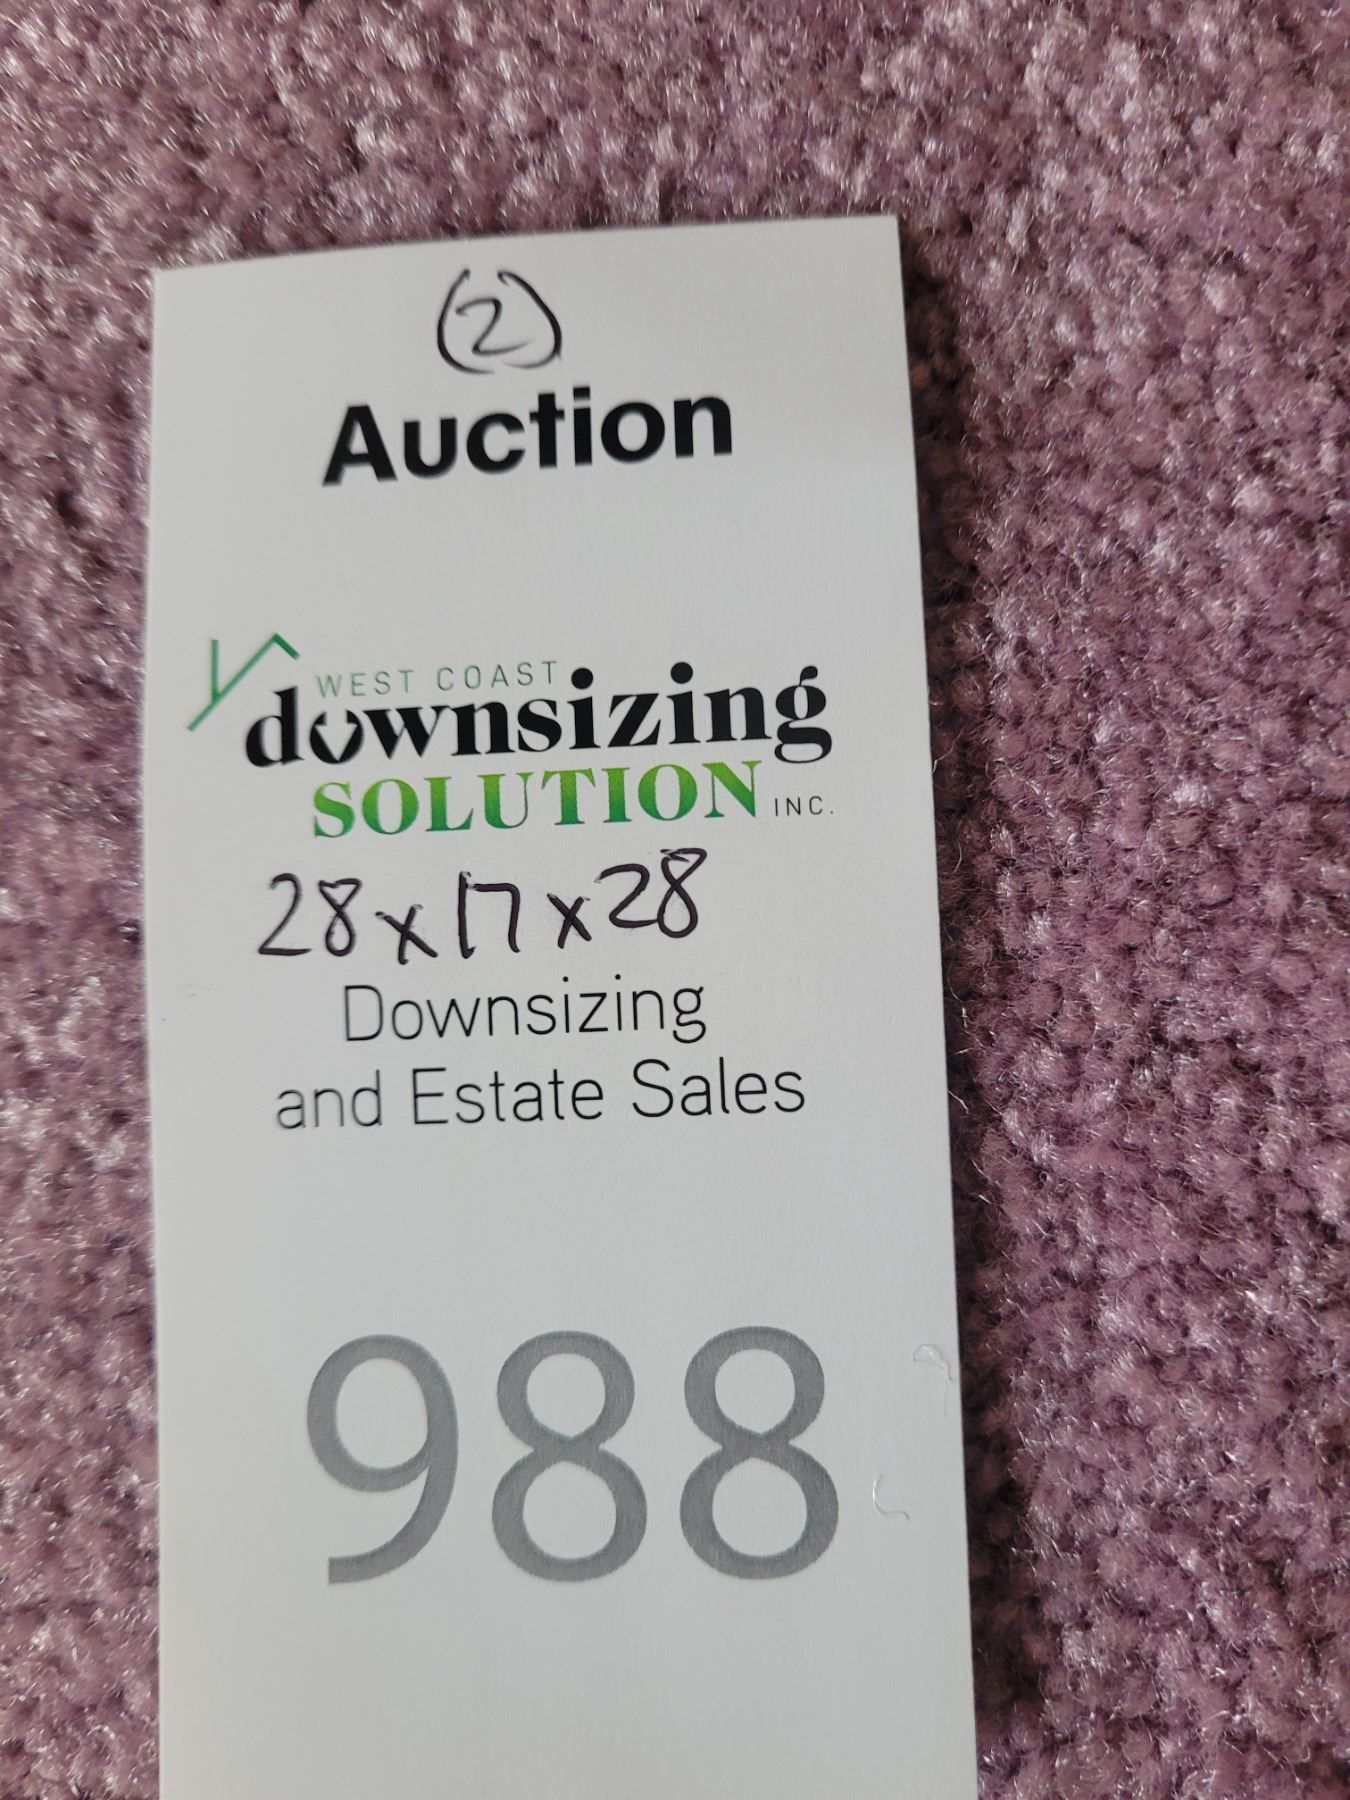 (2)
Auction
WEST COAST
downsizing
SOLUTION INC.
28x17x28
Downsizing
and Estate Sales
988